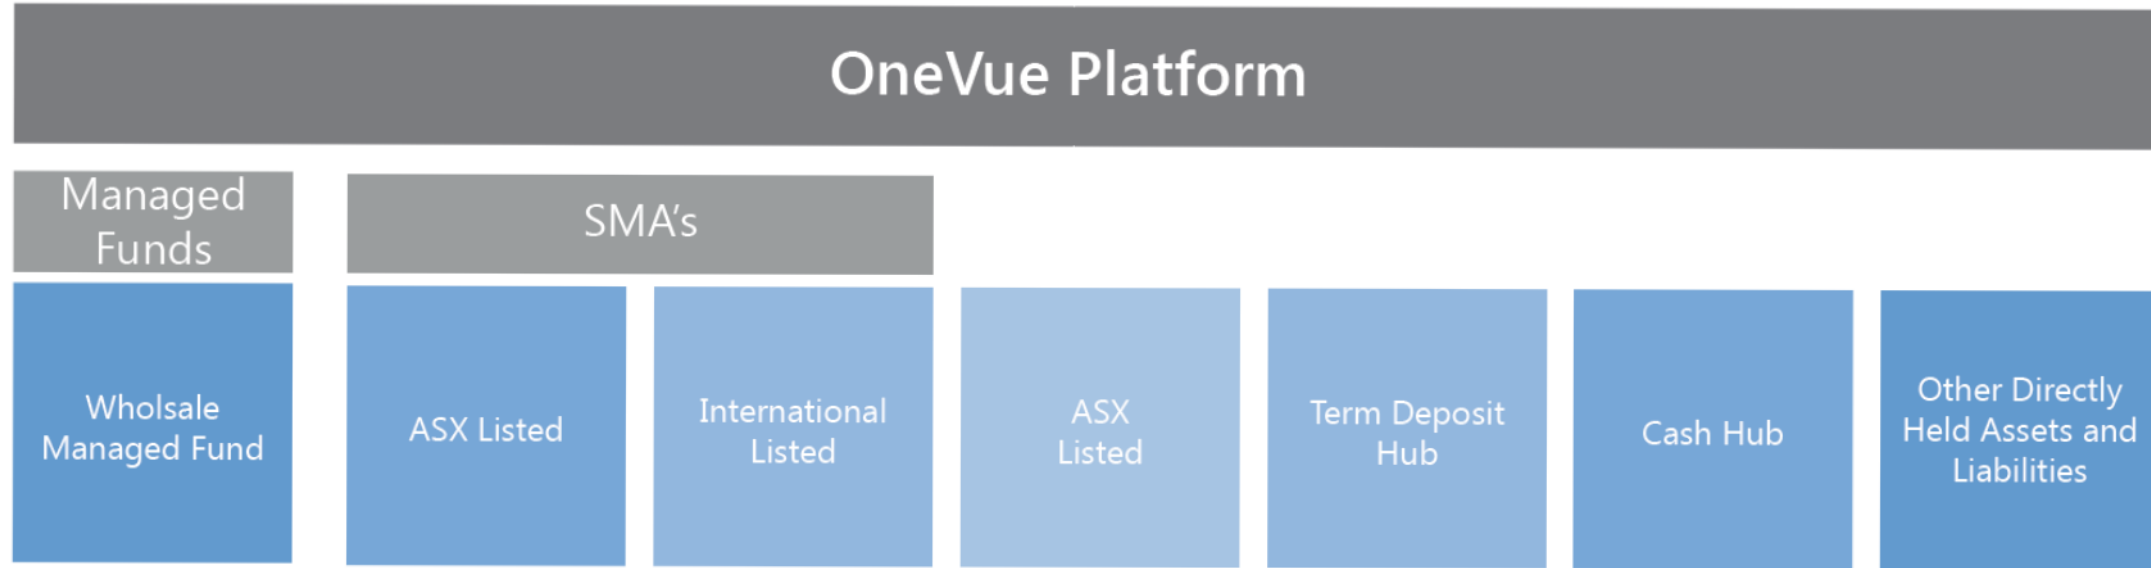 OneVue Platform
Managed
Funds
SMA's
Wholsale
Managed Fund
ASX Listed
International
Listed
ASX
Listed
Term Deposit
Hub
Cash Hub
Other Directly
Held Assets and
Liabilities